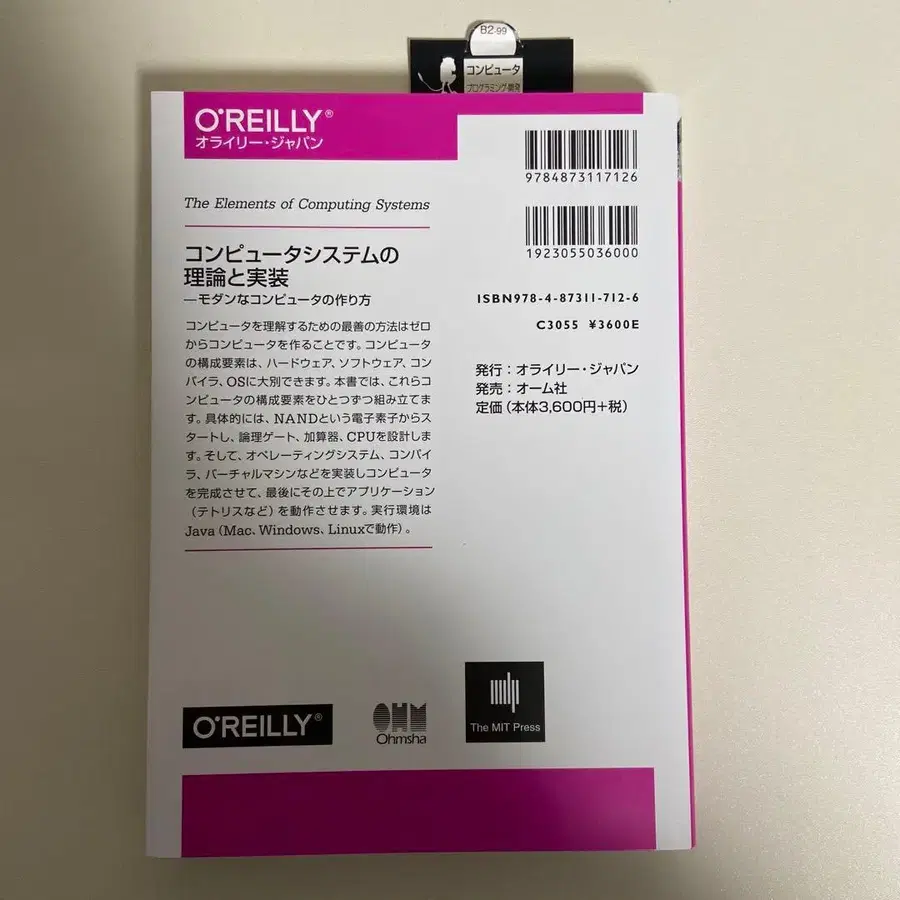 B2-99
コンピュータ
プログラミング・開発
O'REILLY®
オライリー・ジャパン
9784873117126
1923055036000
ISBN978-4-87311-712-6
C3055 ¥3600E
発行：オライリー・ジャパン
発売：オーム社
定価（本体3,600円+税）
The Elements of Computing Systems
コンピュータシステムの
理論と実装
―モダンなコンピュータの作り方
コンピュータを理解するための最善の方法はゼロ
からコンピュータを作ることです。コンピュータ
の構成要素は、ハードウェア、ソフトウェア、コン
パイラ、OSに大別できます。本書では、これらコ
ンピュータの構成要素をひとつずつ組み立てま
す。具体的には、NANDという電子素子からス
タートし、論理ゲート、加算器、CPUを設計しま
す。そして、オペレーティングシステム、コンパイ
ラ、バーチャルマシンなどを実装しコンピュータ
を完成させて、最後にその上でアプリケーション
（テトリスなど）を動作させます。実行環境は
Java（Mac、Windows、Linuxで動作）。
O'REILLY®
OHM
Ohmsha
The MIT Press